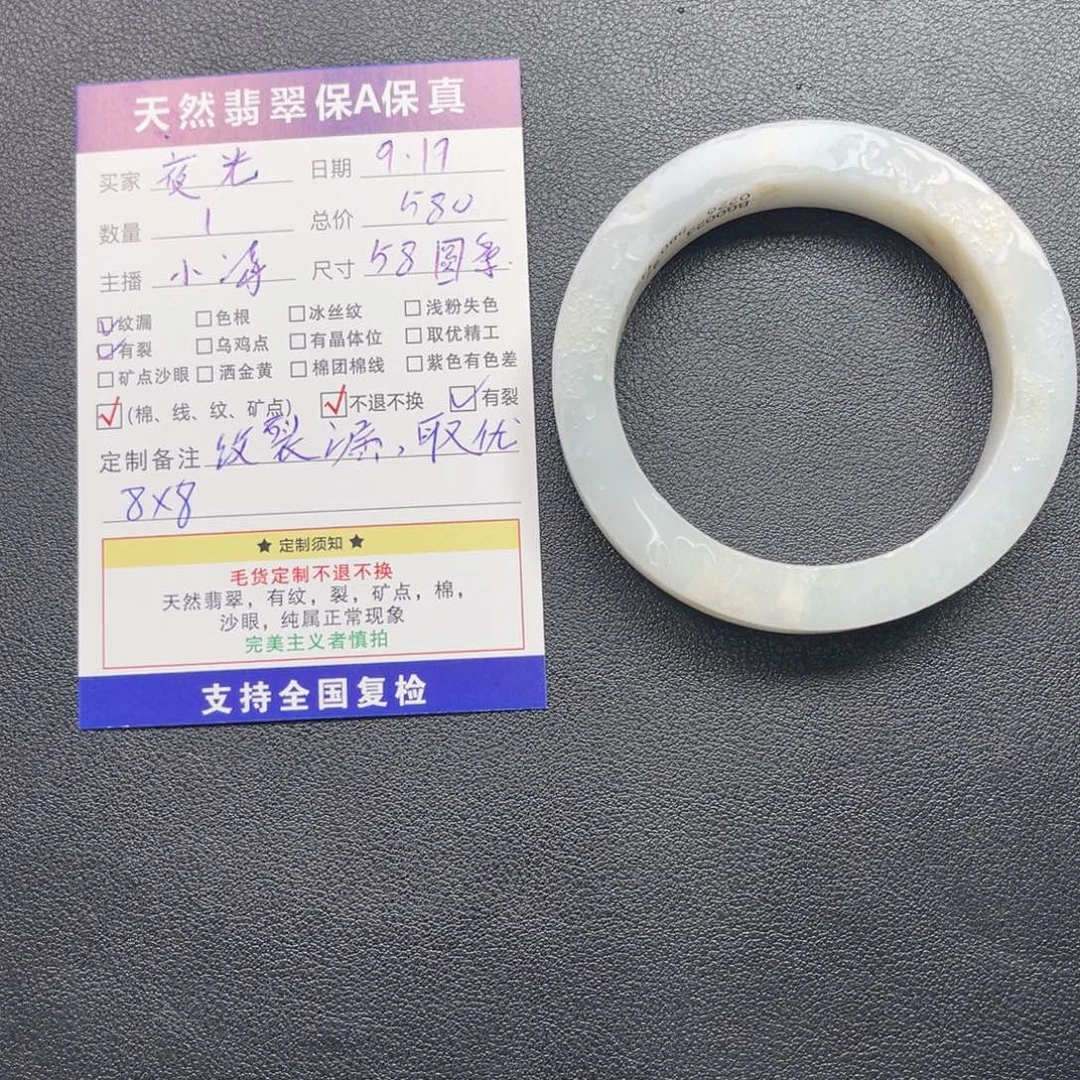 天然翡翠保A保真
买家 夜光 日期 9.17
数量 1 总价 580
主播 小涛 尺寸 58圆条
纹漏 色根 冰丝纹 浅粉失色
有裂 乌鸡点 有晶体位 取优精工
矿点沙眼 洒金黄 棉团棉线 紫色有色差
(棉、线、纹、矿点) 不退不换 有裂
定制备注 纹裂漏,取优
8X8
★ 定制须知 ★
毛货定制不退不换
天然翡翠，有纹，裂，矿点，棉，
沙眼，纯属正常现象
完美主义者慎拍
支持全国复检